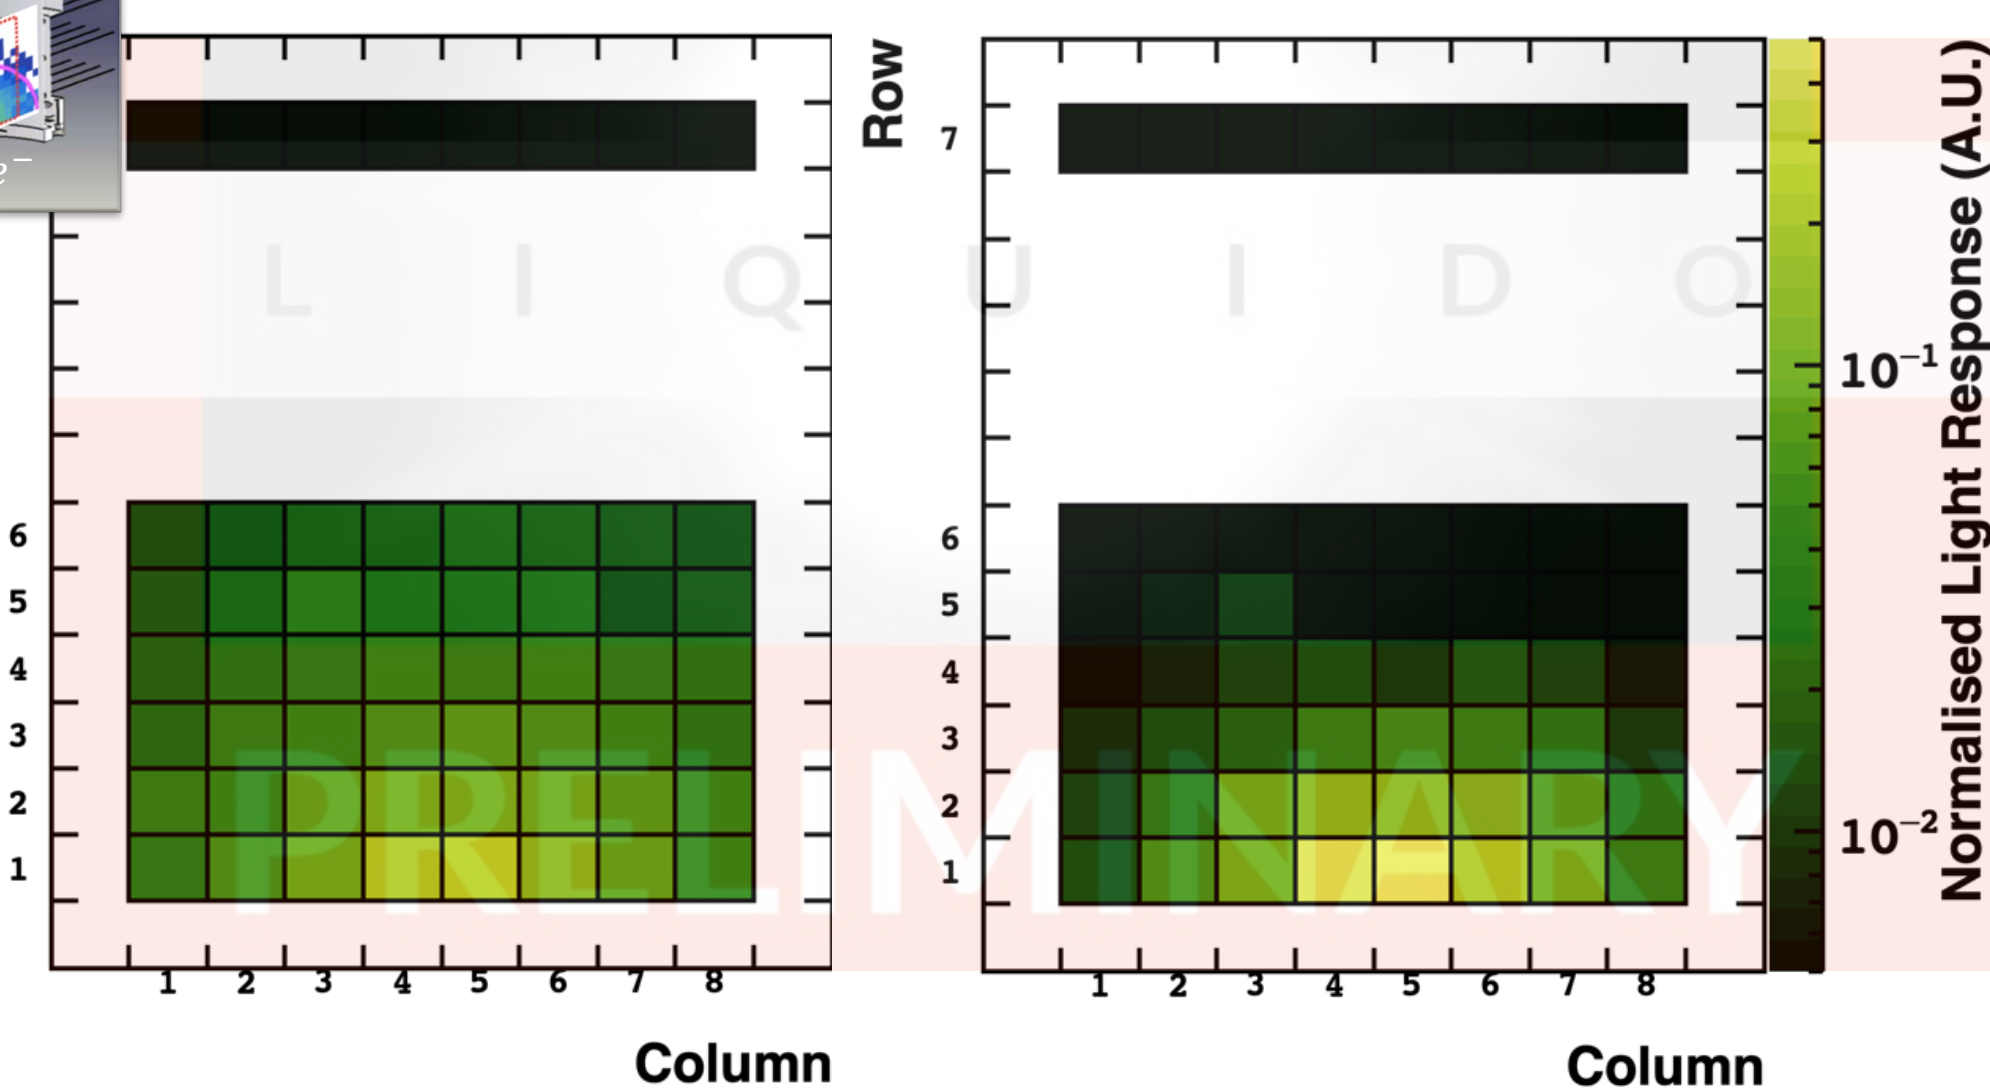 e⁻
Row
7
L I Q U I D O
6
5
4
3
2
1
1 2 3 4 5 6 7 8
Column
6
5
4
3
2
1
1 2 3 4 5 6 7 8
Column
PRELIMINARY
10⁻¹
10⁻²
Normalised Light Response (A.U.)